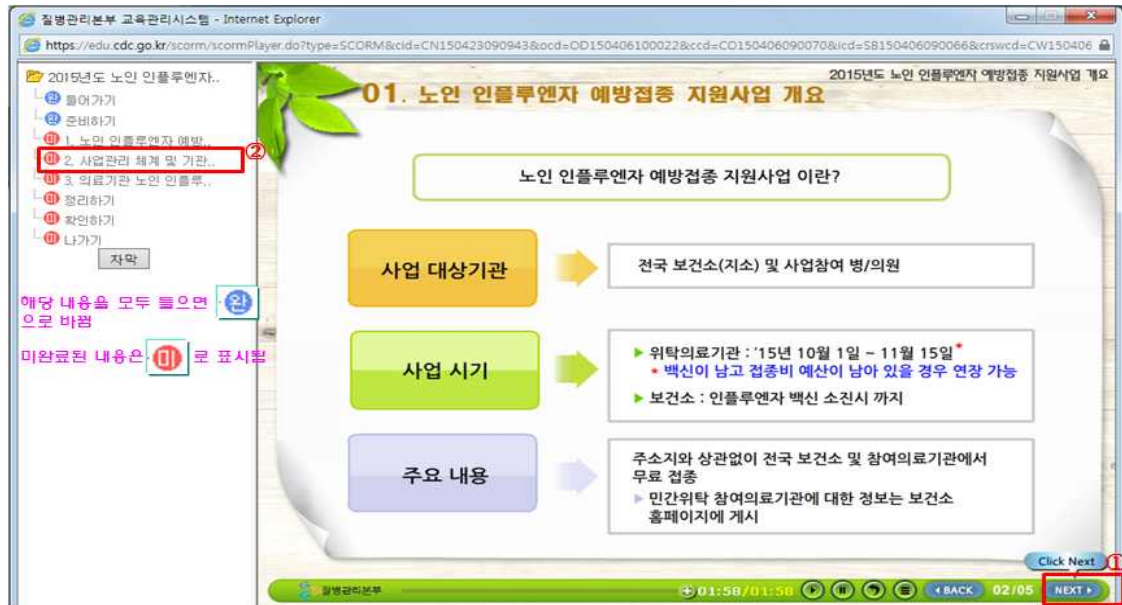 질병관리본부 교육관리시스템 - Internet Explorer
https://edu.cdc.go.kr/scorm/scormPlayer.do?type=SCORM&cid=CN150423090943&ocd=OD150406100022&ccd=CO150406090070&icd=SB150406090066&crswcd=CW150406
2015년도 노인 인플루엔자..
완 들어가기
완 준비하기
미 1. 노인 인플루엔자 예방..
미 2. 사업관리 체계 및 기관..
②
미 3. 의료기관 노인 인플루..
미 정리하기
미 확인하기
미 나가기
자막
해당 내용을 모두 들으면 완
으로 바뀜
미완료된 내용은 미 로 표시됨
2015년도 노인 인플루엔자 예방접종 지원사업 개요
01. 노인 인플루엔자 예방접종 지원사업 개요
노인 인플루엔자 예방접종 지원사업 이란?
사업 대상기관
전국 보건소(지소) 및 사업참여 병/의원
사업 시기
▶ 위탁의료기관 : '15년 10월 1일 ~ 11월 15일*
* 백신이 남고 접종비 예산이 남아 있을 경우 연장 가능
▶ 보건소 : 인플루엔자 백신 소진시 까지
주요 내용
주소지와 상관없이 전국 보건소 및 참여의료기관에서
무료 접종
▶ 민간위탁 참여의료기관에 대한 정보는 보건소
홈페이지에 게시
Click Next
①
질병관리본부
01:58/01:58
BACK
02/05
NEXT